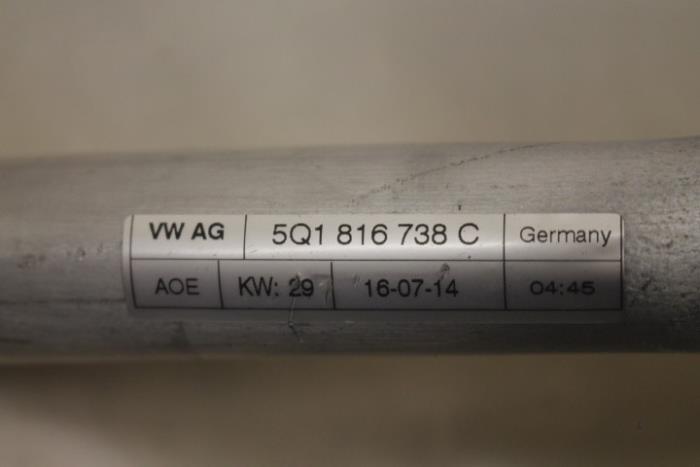 VW AG 5Q1 816 738 C Germany
AOE KW: 29 16-07-14 04:45